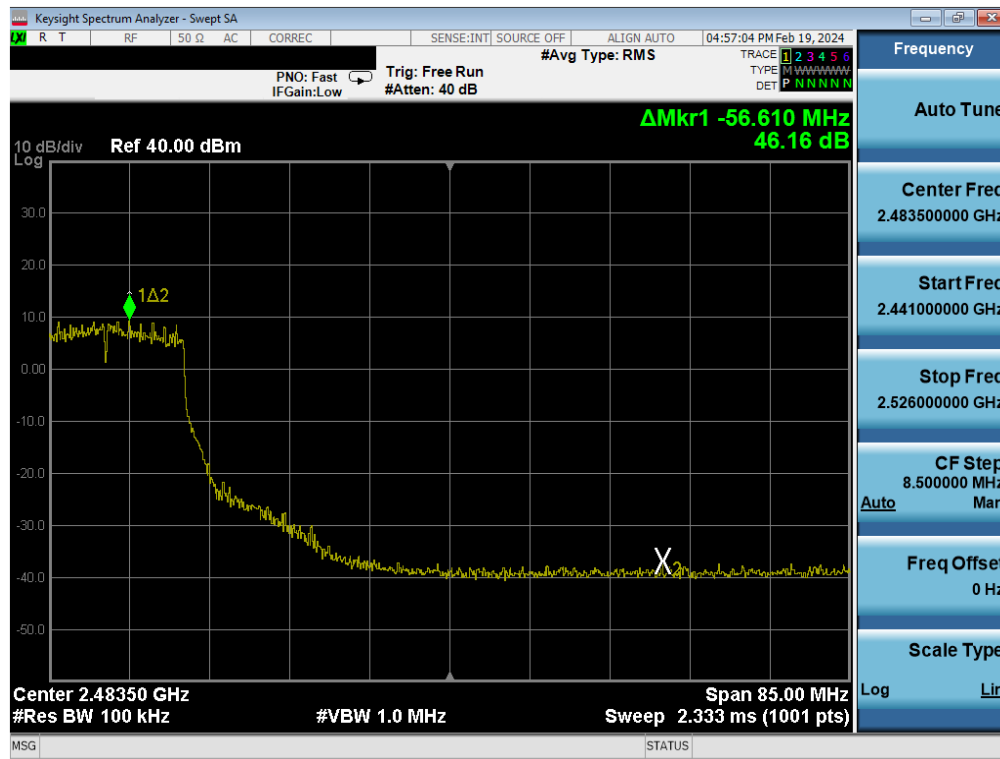 Keysight Spectrum Analyzer - Swept SA
LXI R T RF 50 Ω AC CORREC SENSE:INT SOURCE OFF ALIGN AUTO 04:57:04 PM Feb 19, 2024
#Avg Type: RMS
TRACE 1 2 3 4 5 6
PNO: Fast Trig: Free Run
TYPE M WWWWW
IFGain:Low #Atten: 40 dB
DET P N N N N N
ΔMkr1 -56.610 MHz
46.16 dB
10 dB/div Ref 40.00 dBm
Log
30.0
20.0
1Δ2
10.0
0.00
-10.0
-20.0
-30.0
X2
-40.0
-50.0
Center 2.48350 GHz Span 85.00 MHz
#Res BW 100 kHz #VBW 1.0 MHz Sweep 2.333 ms (1001 pts)
MSG STATUS
Frequency
Auto Tune
Center Freq
2.483500000 GHz
Start Freq
2.441000000 GHz
Stop Freq
2.526000000 GHz
CF Step
8.500000 MHz
Auto Man
Freq Offset
0 Hz
Scale Type
Log Lin